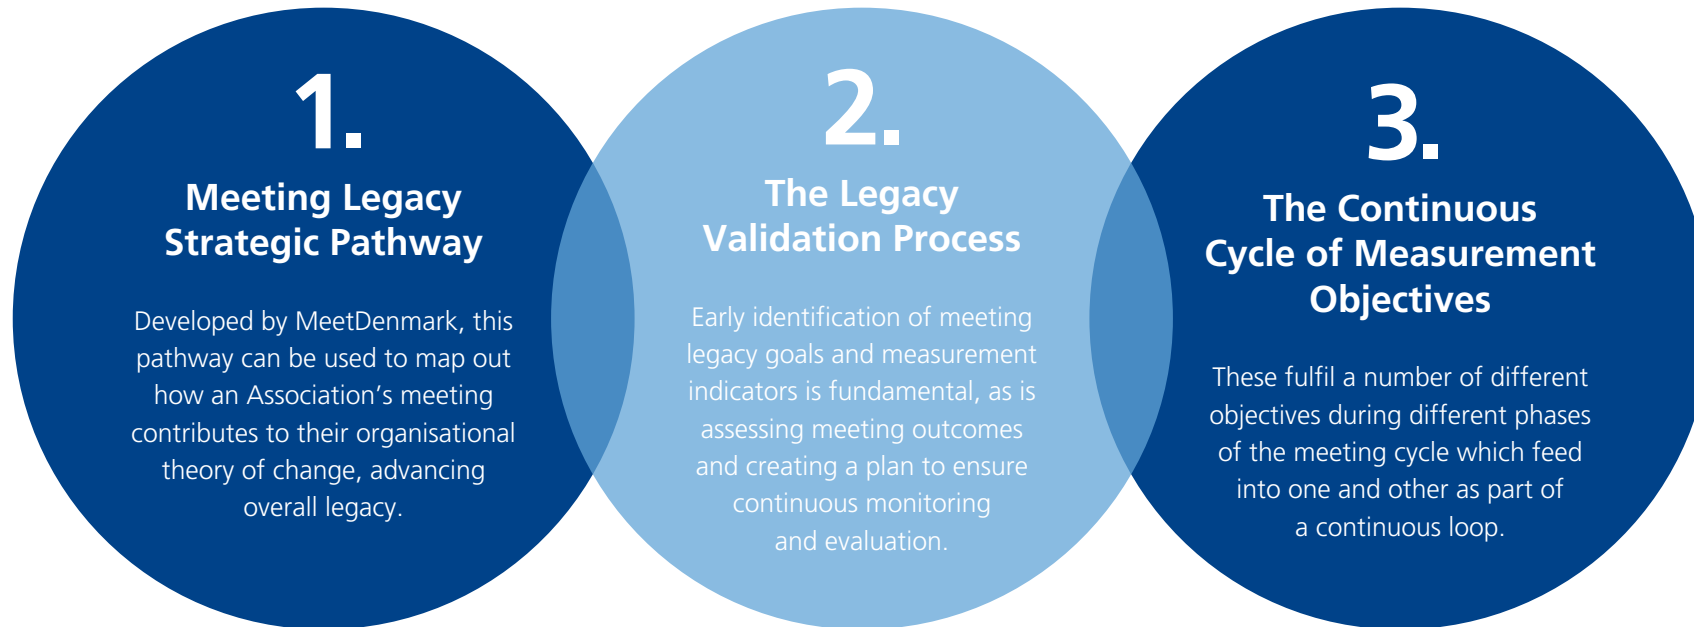 1.
Meeting Legacy
Strategic Pathway
Developed by MeetDenmark, this
pathway can be used to map out
how an Association’s meeting
contributes to their organisational
theory of change, advancing
overall legacy.
2.
The Legacy
Validation Process
Early identification of meeting
legacy goals and measurement
indicators is fundamental, as is
assessing meeting outcomes
and creating a plan to ensure
continuous monitoring
and evaluation.
3.
The Continuous
Cycle of Measurement
Objectives
These fulfil a number of different
objectives during different phases
of the meeting cycle which feed
into one and other as part of
a continuous loop.